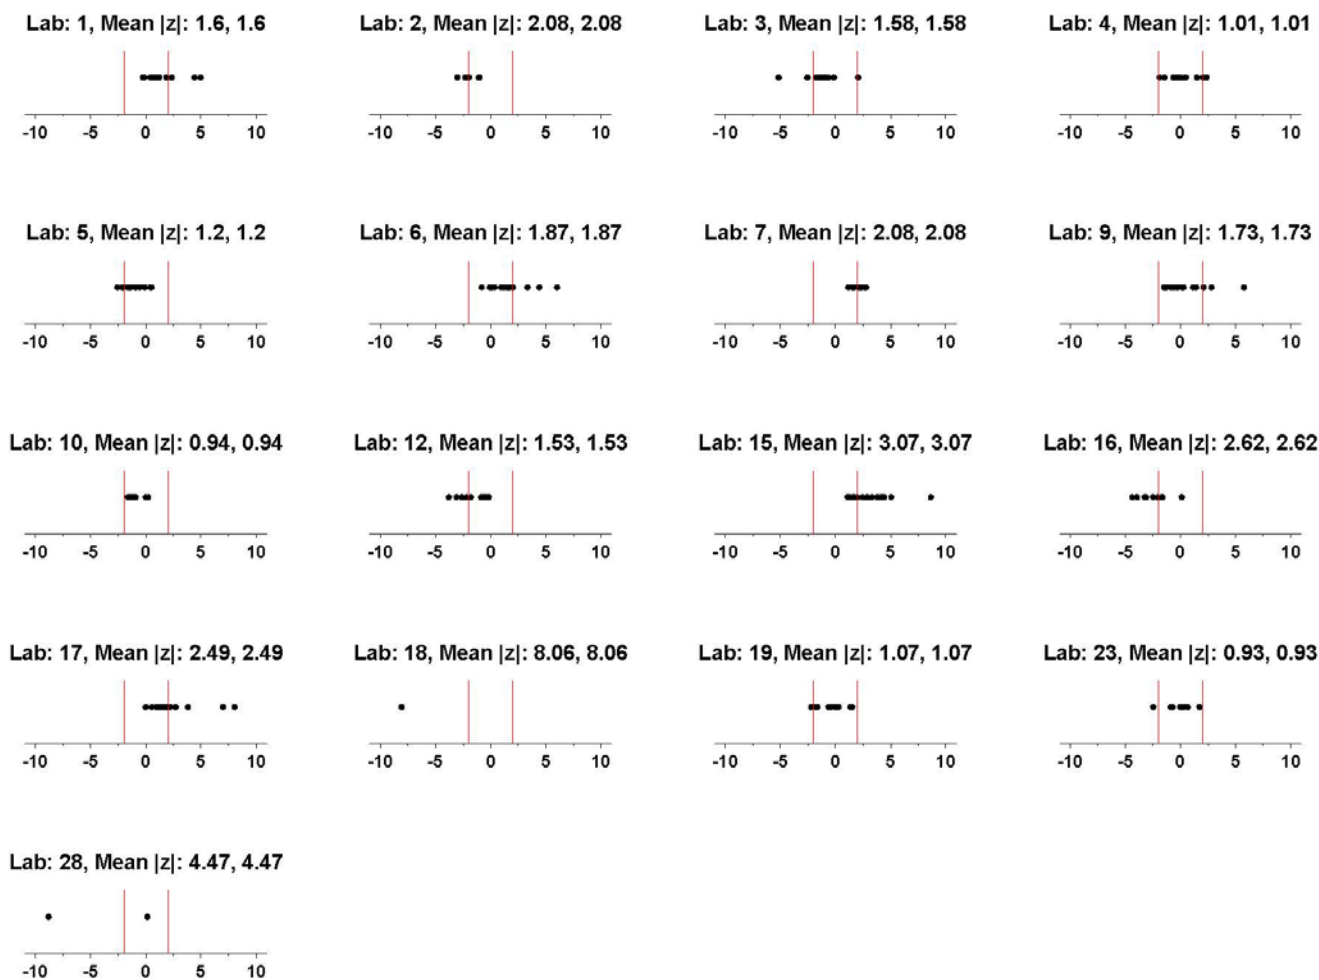 Lab: 1, Mean |z|: 1.6, 1.6 Lab: 2, Mean |z|: 2.08, 2.08 Lab: 3, Mean |z|: 1.58, 1.58 Lab: 4, Mean |z|: 1.01, 1.01
-10 -5 0 5 10 -10 -5 0 5 10 -10 -5 0 5 10 -10 -5 0 5 10
Lab: 5, Mean |z|: 1.2, 1.2 Lab: 6, Mean |z|: 1.87, 1.87 Lab: 7, Mean |z|: 2.08, 2.08 Lab: 9, Mean |z|: 1.73, 1.73
-10 -5 0 5 10 -10 -5 0 5 10 -10 -5 0 5 10 -10 -5 0 5 10
Lab: 10, Mean |z|: 0.94, 0.94 Lab: 12, Mean |z|: 1.53, 1.53 Lab: 15, Mean |z|: 3.07, 3.07 Lab: 16, Mean |z|: 2.62, 2.62
-10 -5 0 5 10 -10 -5 0 5 10 -10 -5 0 5 10 -10 -5 0 5 10
Lab: 17, Mean |z|: 2.49, 2.49 Lab: 18, Mean |z|: 8.06, 8.06 Lab: 19, Mean |z|: 1.07, 1.07 Lab: 23, Mean |z|: 0.93, 0.93
-10 -5 0 5 10 -10 -5 0 5 10 -10 -5 0 5 10 -10 -5 0 5 10
Lab: 28, Mean |z|: 4.47, 4.47
-10 -5 0 5 10